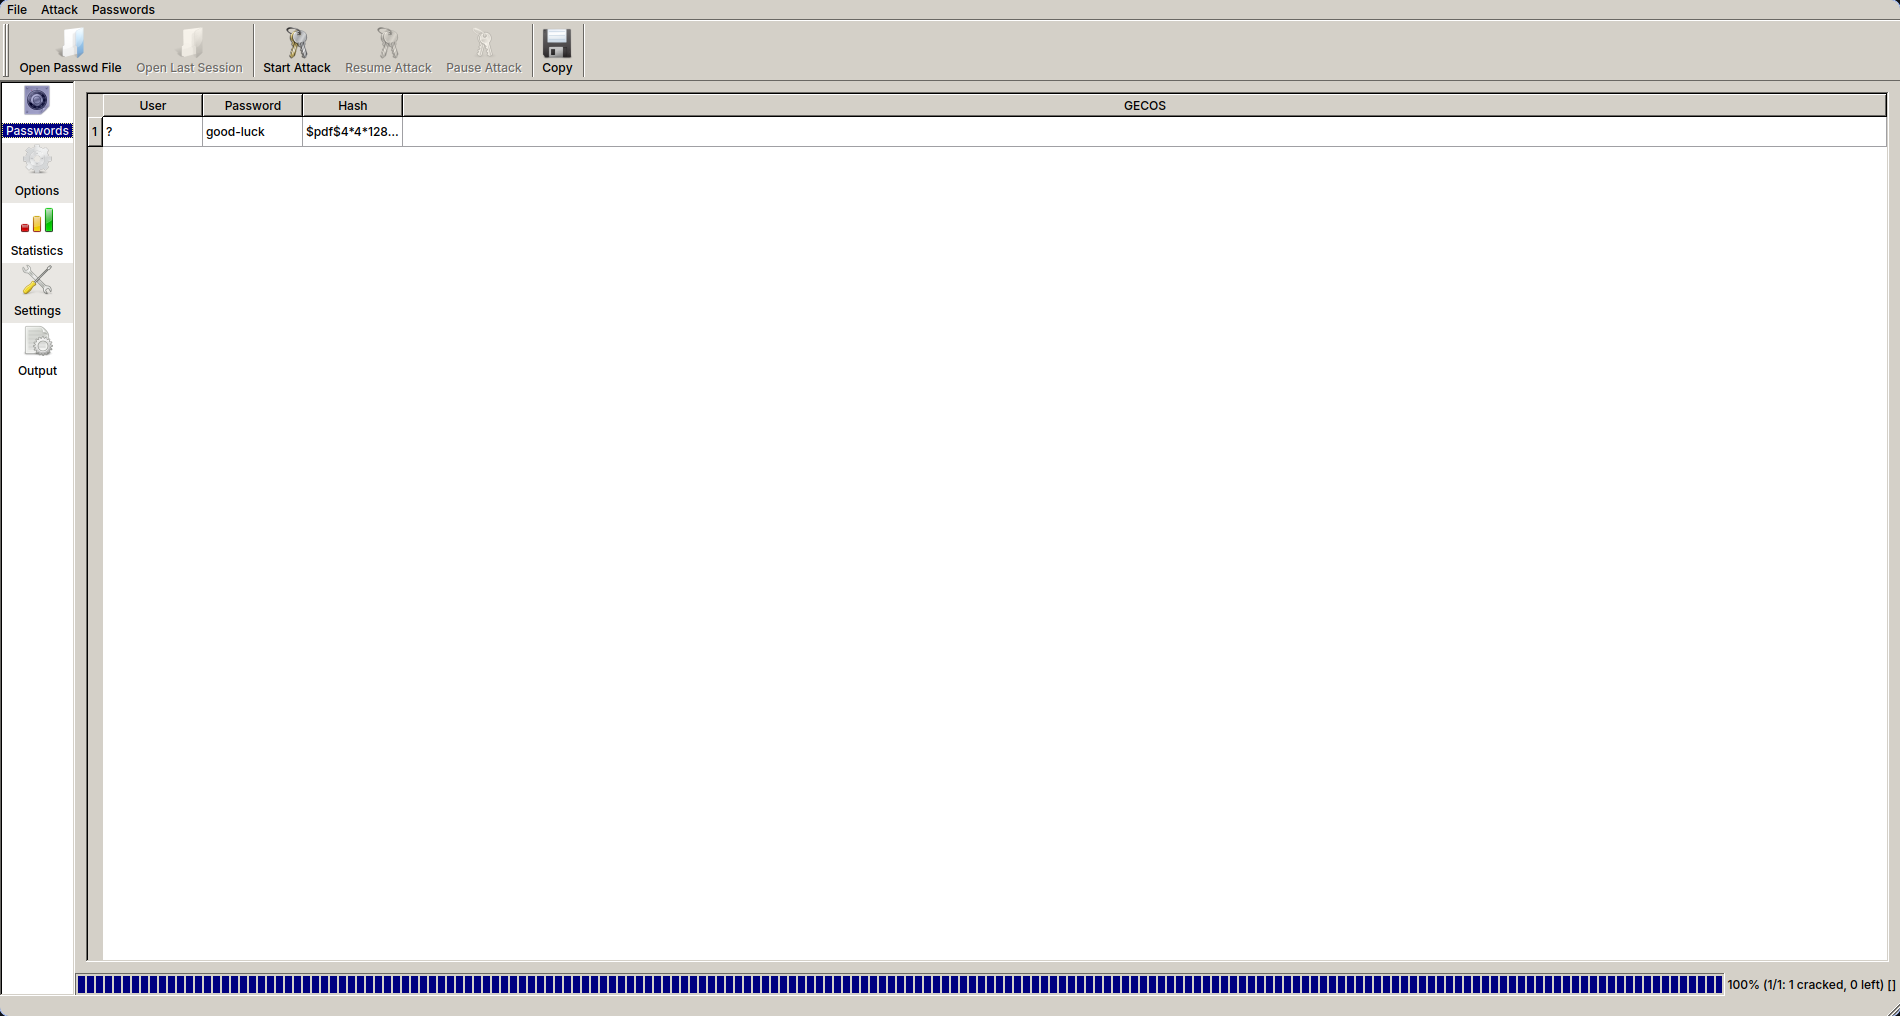 File Attack Passwords
Open Passwd File Open Last Session Start Attack Resume Attack Pause Attack Copy
Passwords
Options
Statistics
Settings
Output
User Password Hash GECOS
1 ? good-luck $pdf$4*4*128...
100% (1/1: 1 cracked, 0 left) []